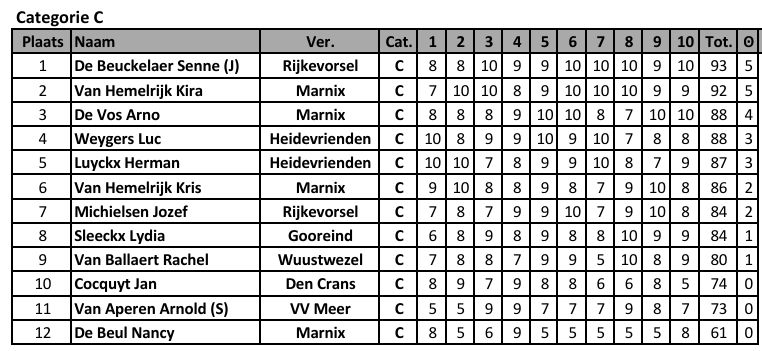 Categorie C
Plaats Naam Ver. Cat. 1 2 3 4 5 6 7 8 9 10 Tot. ʘ
1 De Beuckelaer Senne (J) Rijkevorsel C 8 8 10 9 9 10 10 10 9 10 93 5
2 Van Hemelrijk Kira Marnix C 7 10 10 8 9 10 10 10 9 9 92 5
3 De Vos Arno Marnix C 8 8 8 9 10 10 8 7 10 10 88 4
4 Weygers Luc Heidevrienden C 10 8 9 9 10 9 10 7 8 8 88 3
5 Luyckx Herman Heidevrienden C 10 10 7 8 9 9 10 8 7 9 87 3
6 Van Hemelrijk Kris Marnix C 9 10 8 8 9 8 7 9 10 8 86 2
7 Michielsen Jozef Rijkevorsel C 7 8 7 9 9 10 7 9 10 8 84 2
8 Sleeckx Lydia Gooreind C 6 8 9 8 9 8 8 10 9 9 84 1
9 Van Ballaert Rachel Wuustwezel C 7 8 8 7 9 9 5 10 8 9 80 1
10 Cocquyt Jan Den Crans C 8 9 7 9 8 8 6 6 8 5 74 0
11 Van Aperen Arnold (S) VV Meer C 5 5 9 9 7 7 7 9 8 7 73 0
12 De Beul Nancy Marnix C 8 5 6 9 5 5 5 5 5 8 61 0